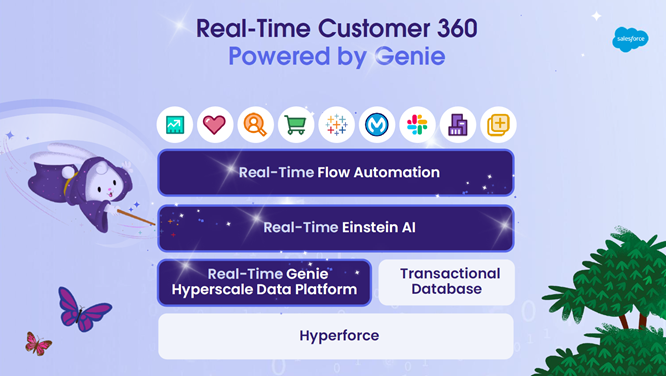 Real-Time Customer 360
Powered by Genie
salesforce
Real-Time Flow Automation
Real-Time Einstein AI
Real-Time Genie
Hyperscale Data Platform
Transactional
Database
Hyperforce